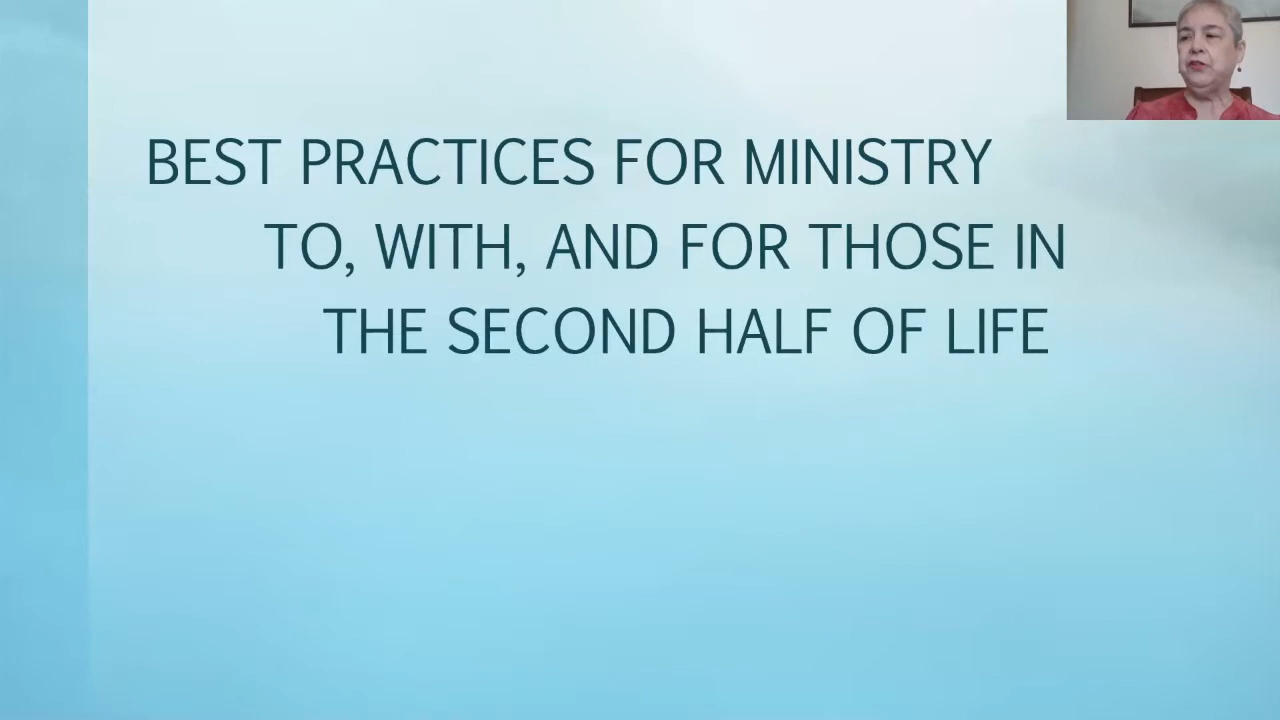 BEST PRACTICES FOR MINISTRY
TO, WITH, AND FOR THOSE IN
THE SECOND HALF OF LIFE